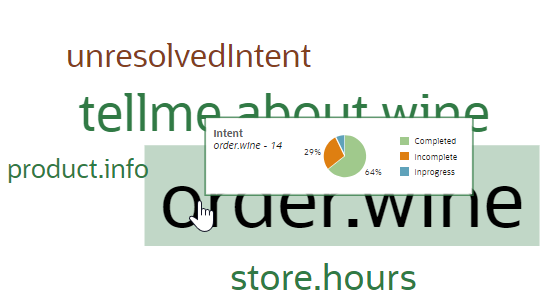 unresolvedIntent
tellme.about.wine
Intent
order.wine - 14
29%
64%
Completed
Incomplete
Inprogress
product.info
order.wine
store.hours